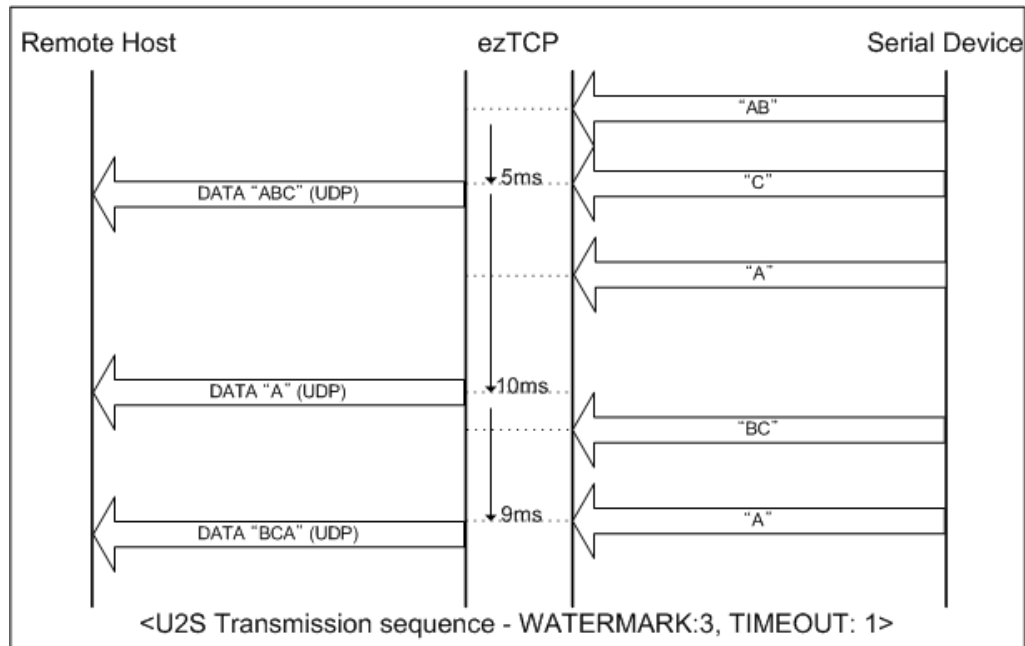 Remote Host ezTCP Serial Device
“AB”
5ms “C”
DATA “ABC” (UDP)
“A”
10ms
DATA “A” (UDP)
“BC”
9ms “A”
DATA “BCA” (UDP)
<U2S Transmission sequence - WATERMARK:3, TIMEOUT: 1>